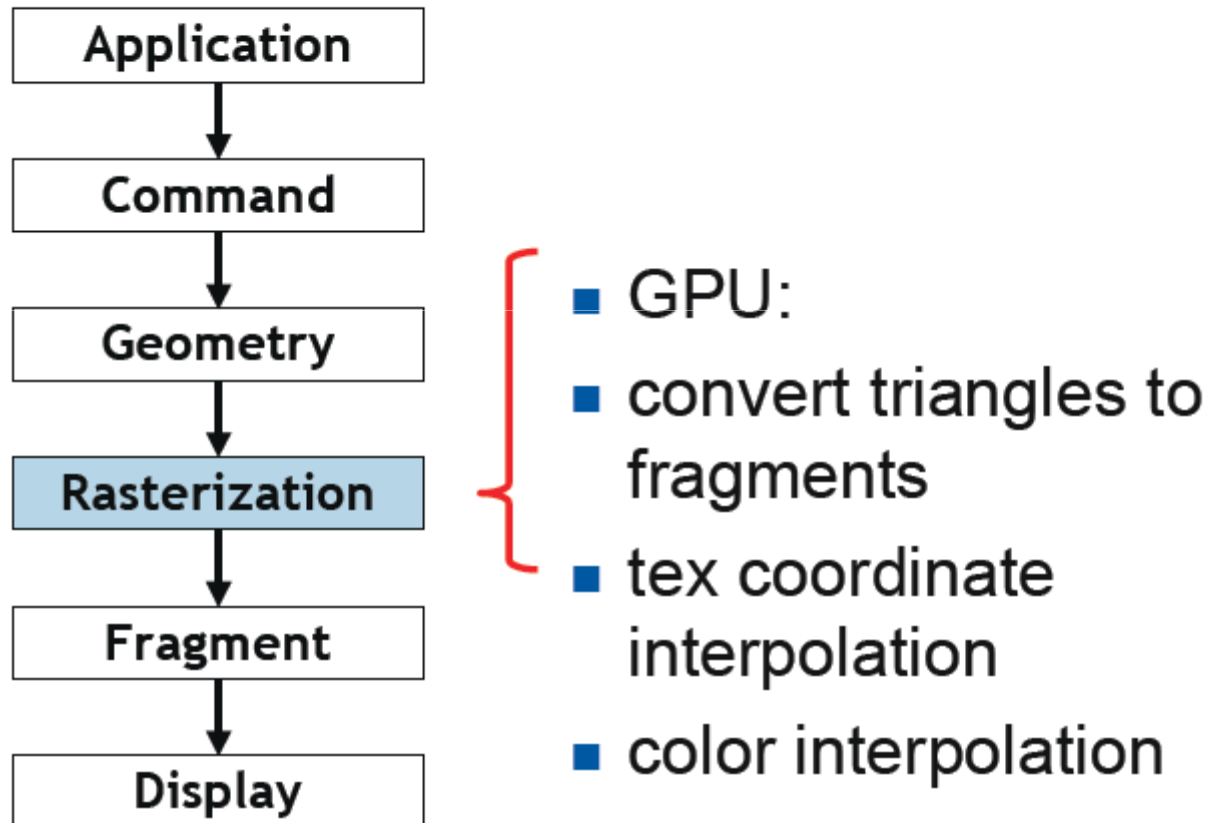 Application
Command
Geometry
Rasterization
Fragment
Display
GPU:
convert triangles to
fragments
tex coordinate
interpolation
color interpolation